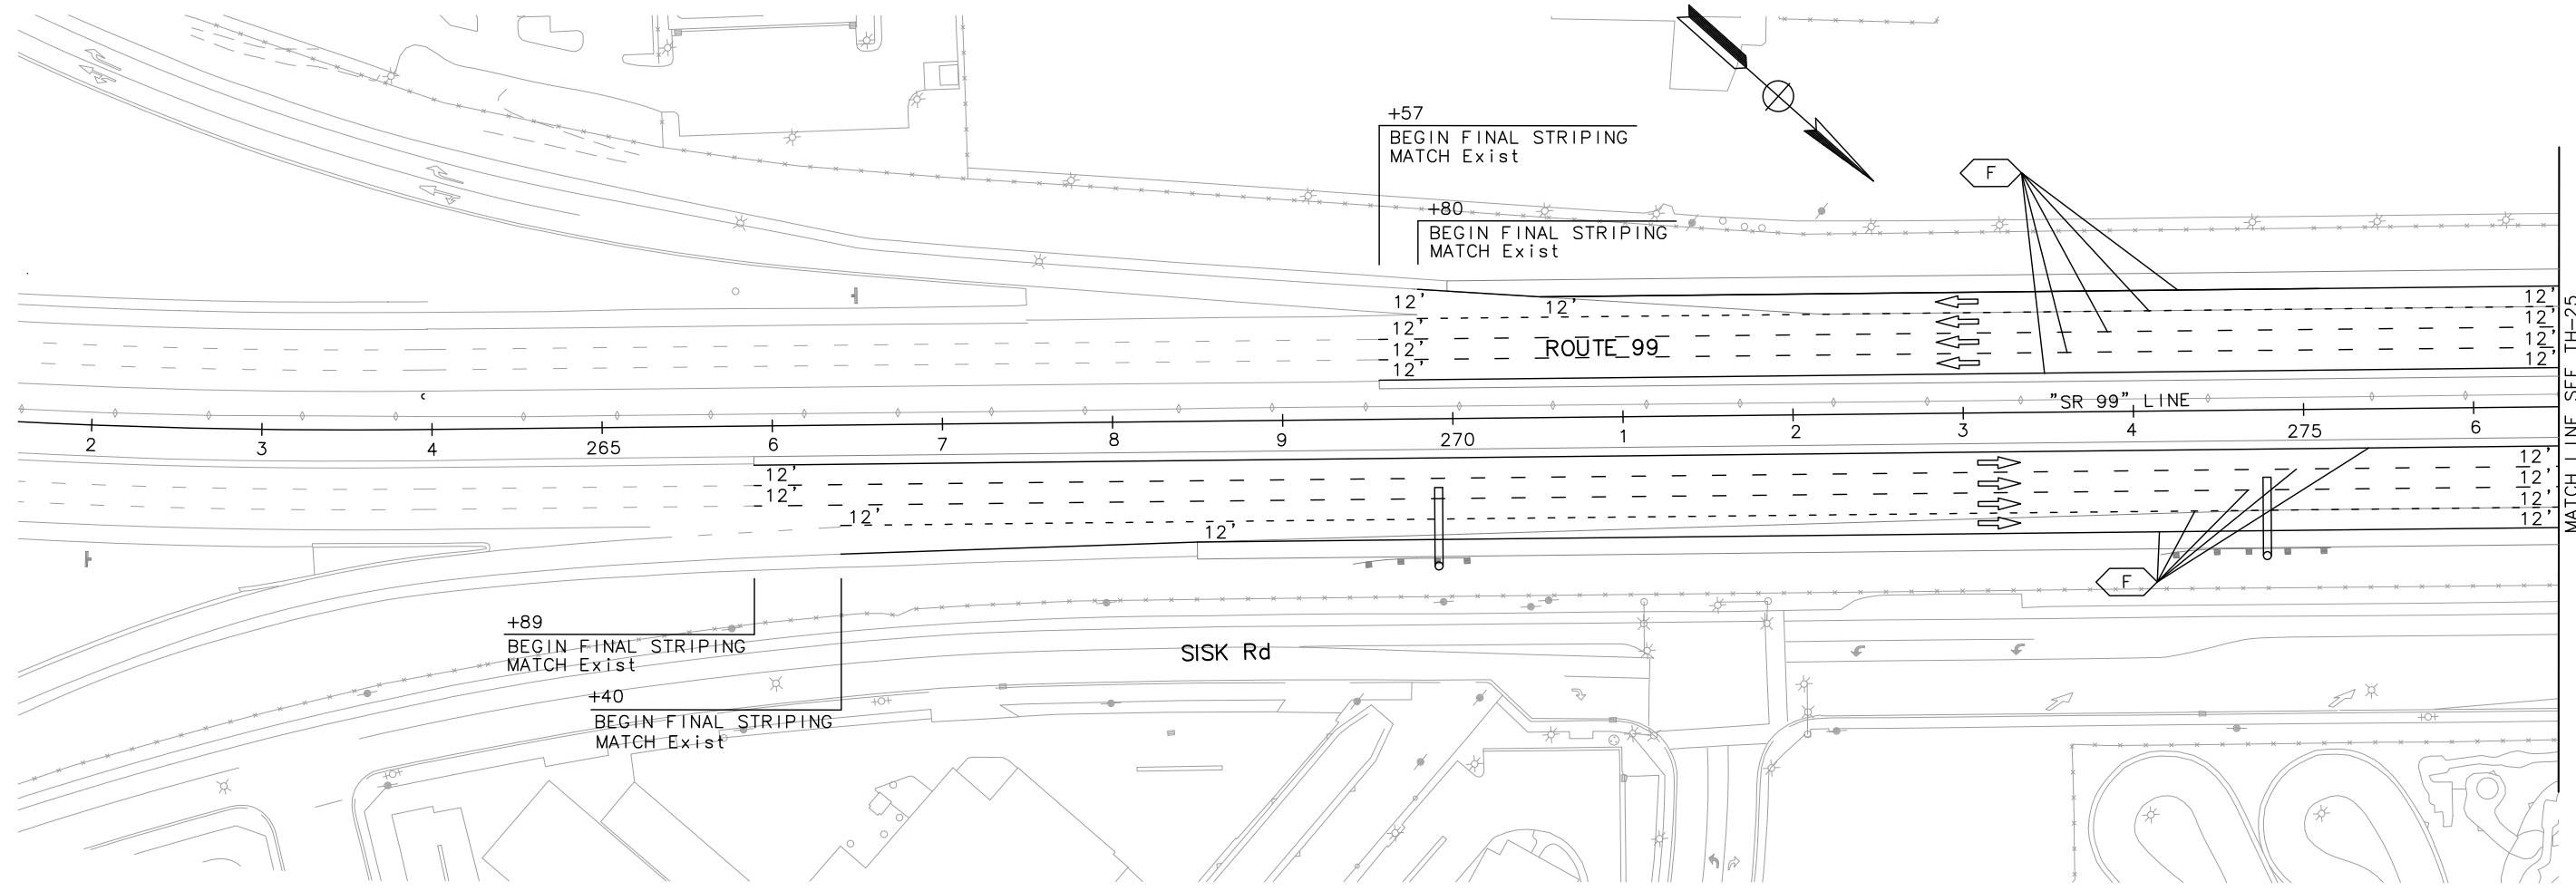 +57
BEGIN FINAL STRIPING
MATCH Exist
+80
BEGIN FINAL STRIPING
MATCH Exist
F
12'
12'
12'
12'
12'
ROUTE 99
12'
12'
12'
12'
"SR 99" LINE
2
3
4
265
6
7
8
9
270
1
2
3
4
275
6
12'
12'
12'
12'
12'
12'
12'
12'
F
MATCH LINE SEE TH-25
+89
BEGIN FINAL STRIPING
MATCH Exist
+40
BEGIN FINAL STRIPING
MATCH Exist
SISK Rd